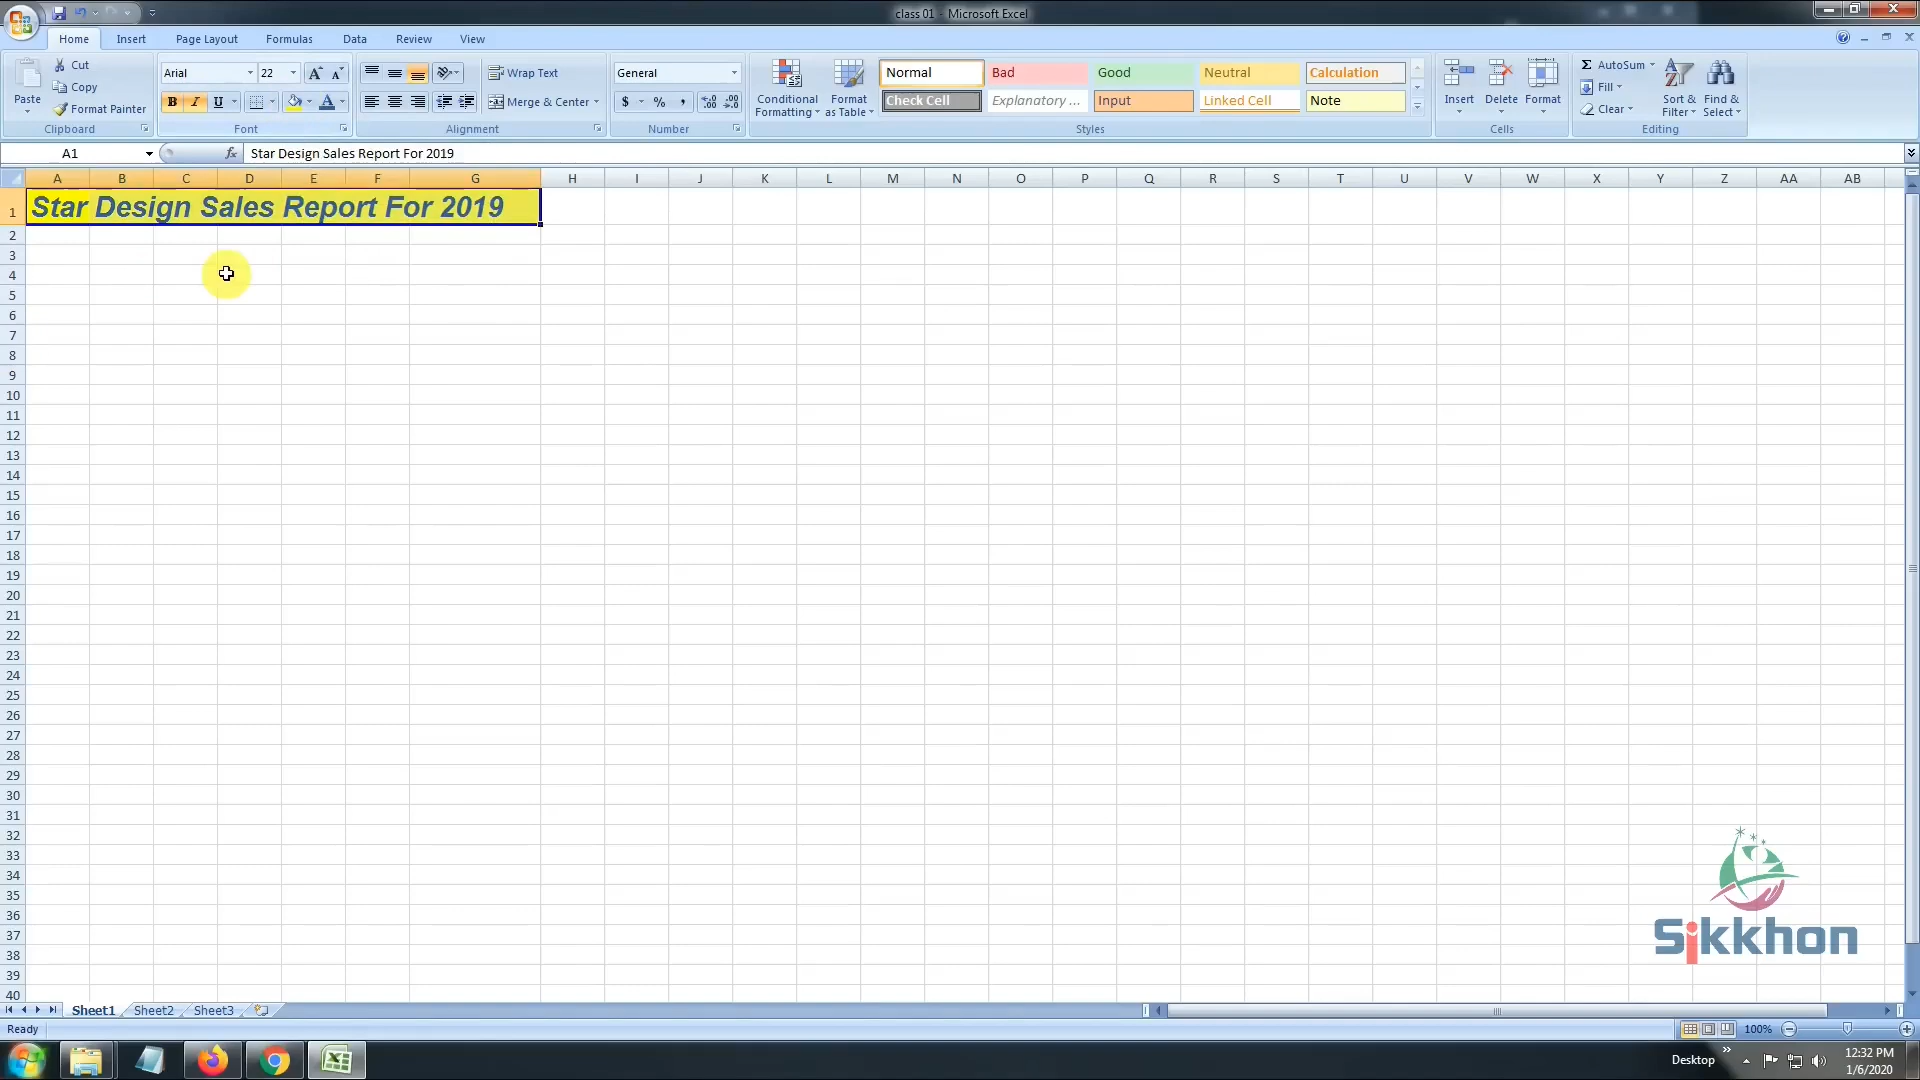 class 01 - Microsoft Excel
Home Insert Page Layout Formulas Data Review View
Paste Cut Copy Format Painter
Arial 22
B I U
Wrap Text
Merge & Center
General
$ % ,
Conditional Formatting Format as Table
Normal Bad Good Neutral Calculation
Check Cell Explanatory ... Input Linked Cell Note
Insert Delete Format
Σ AutoSum Fill Clear
Sort & Filter Find & Select
Clipboard Font Alignment Number Styles Cells Editing
A1 fx Star Design Sales Report For 2019
A B C D E F G H I J K L M N O P Q R S T U V W X Y Z AA AB
1 Star Design Sales Report For 2019
2
3
4
5
6
7
8
9
10
11
12
13
14
15
16
17
18
19
20
21
22
23
24
25
26
27
28
29
30
31
32
33
34
35
36
37
38
39
40
Sikkhon
Sheet1 Sheet2 Sheet3
Ready 100%
Desktop 12:32 PM
1/6/2020